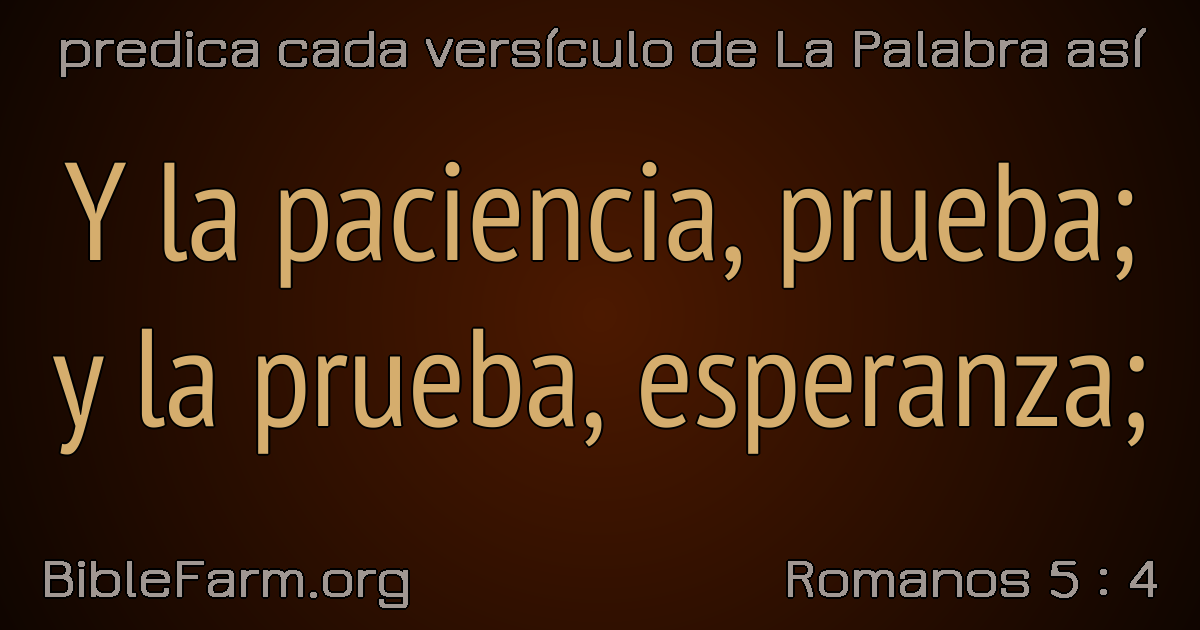 predica cada versículo de La Palabra así
Y la paciencia, prueba;
y la prueba, esperanza;
BibleFarm.org
Romanos 5 : 4